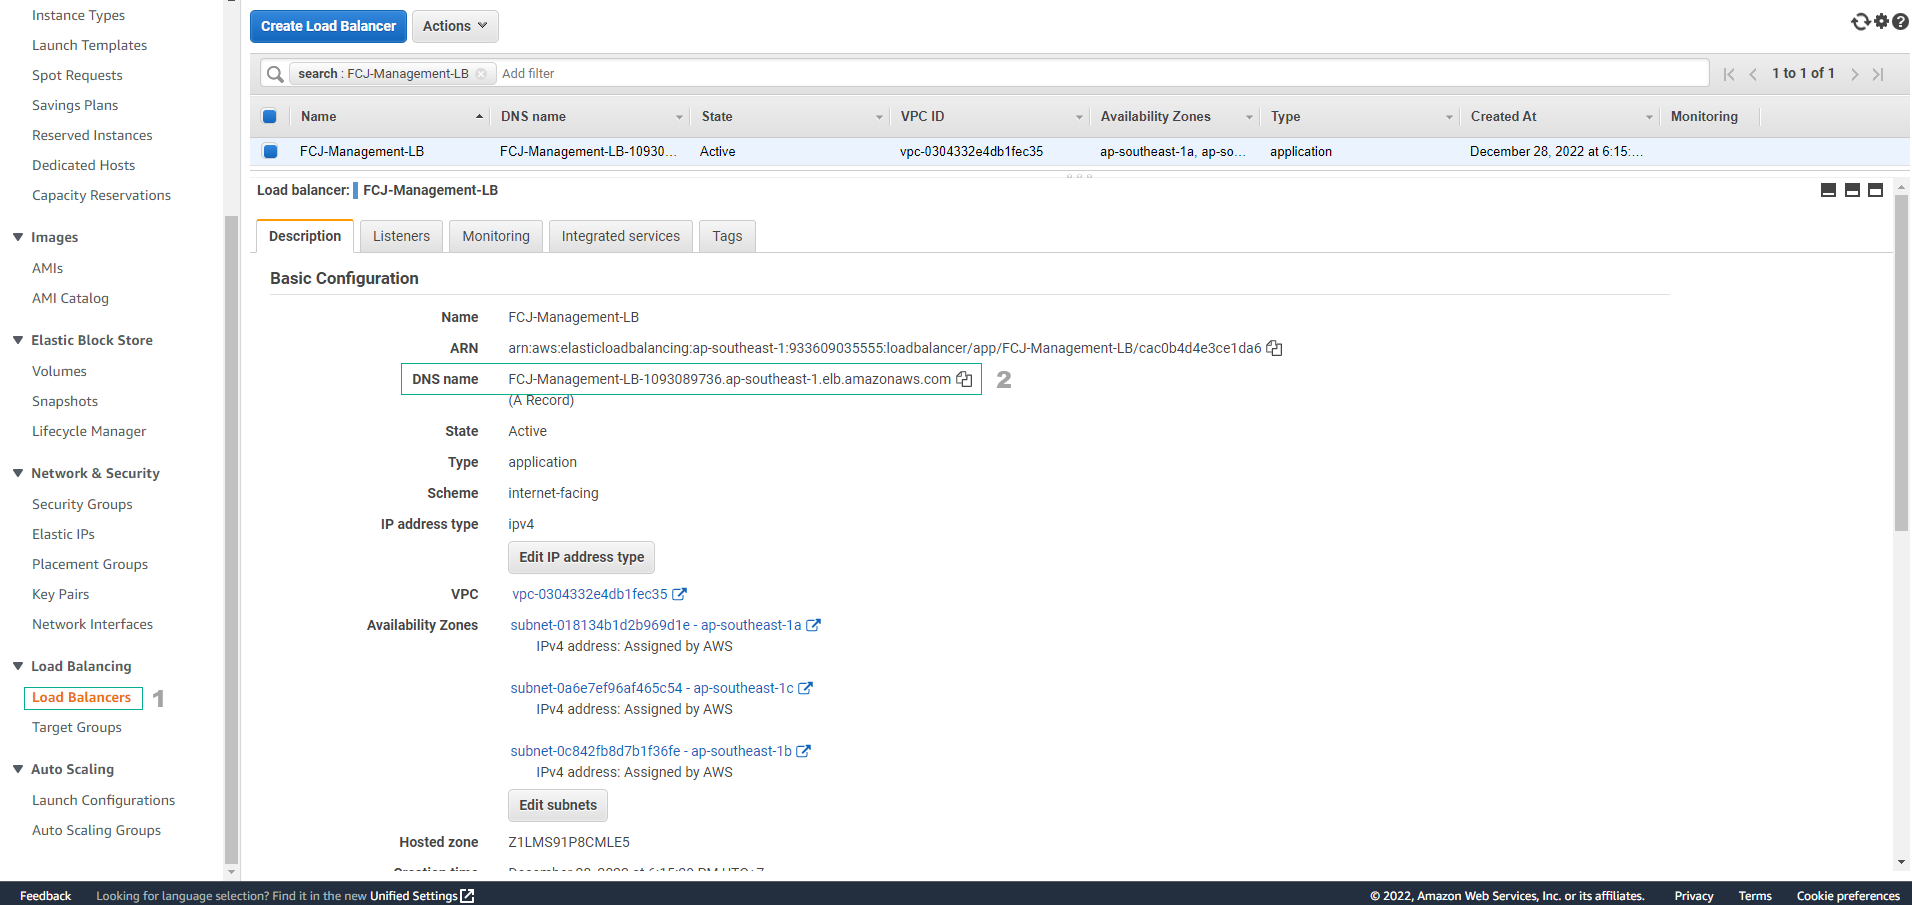 Instance Types
Launch Templates
Spot Requests
Savings Plans
Reserved Instances
Dedicated Hosts
Capacity Reservations
Images
AMIs
AMI Catalog
Elastic Block Store
Volumes
Snapshots
Lifecycle Manager
Network & Security
Security Groups
Elastic IPs
Placement Groups
Key Pairs
Network Interfaces
Load Balancing
Load Balancers 1
Target Groups
Auto Scaling
Launch Configurations
Auto Scaling Groups
Create Load Balancer Actions
search : FCJ-Management-LB Add filter 1 to 1 of 1
Name DNS name State VPC ID Availability Zones Type Created At Monitoring
FCJ-Management-LB FCJ-Management-LB-10930... Active vpc-0304332e4db1fec35 ap-southeast-1a, ap-so... application December 28, 2022 at 6:15:...
Load balancer: FCJ-Management-LB
Description Listeners Monitoring Integrated services Tags
Basic Configuration
Name FCJ-Management-LB
ARN arn:aws:elasticloadbalancing:ap-southeast-1:933609035555:loadbalancer/app/FCJ-Management-LB/cac0b4d4e3ce1da6
DNS name FCJ-Management-LB-1093089736.ap-southeast-1.elb.amazonaws.com 2
(A Record)
State Active
Type application
Scheme internet-facing
IP address type ipv4
Edit IP address type
VPC vpc-0304332e4db1fec35
Availability Zones subnet-018134b1d2b969d1e - ap-southeast-1a
IPv4 address: Assigned by AWS
subnet-0a6e7ef96af465c54 - ap-southeast-1c
IPv4 address: Assigned by AWS
subnet-0c842fb8d7b1f36fe - ap-southeast-1b
IPv4 address: Assigned by AWS
Edit subnets
Hosted zone Z1LMS91P8CMLE5
Feedback Looking for language selection? Find it in the new Unified Settings © 2022, Amazon Web Services, Inc. or its affiliates. Privacy Terms Cookie preferences